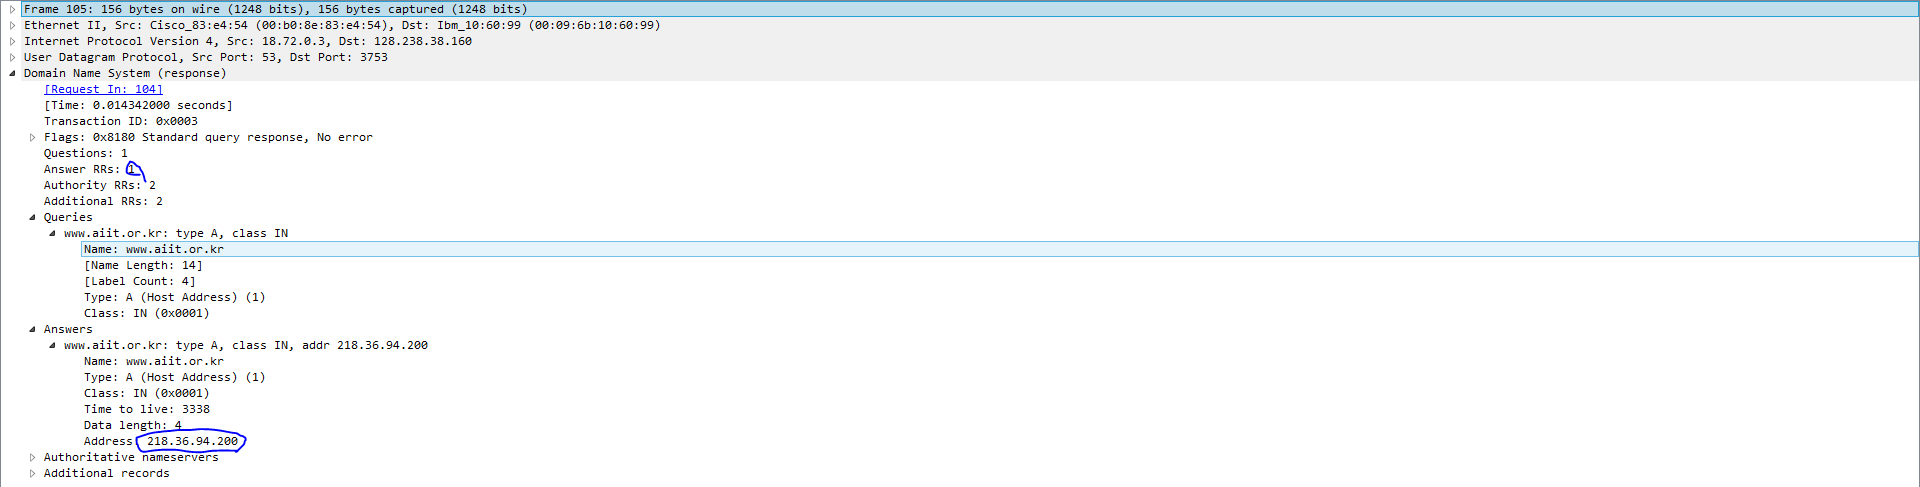 Frame 105: 156 bytes on wire (1248 bits), 156 bytes captured (1248 bits)
Ethernet II, Src: Cisco_83:e4:54 (00:b0:8e:83:e4:54), Dst: Ibm_10:60:99 (00:09:6b:10:60:99)
Internet Protocol Version 4, Src: 18.72.0.3, Dst: 128.238.38.160
User Datagram Protocol, Src Port: 53, Dst Port: 3753
Domain Name System (response)
[Request In: 104]
[Time: 0.014342000 seconds]
Transaction ID: 0x0003
Flags: 0x8180 Standard query response, No error
Questions: 1
Answer RRs: 1
Authority RRs: 2
Additional RRs: 2
Queries
www.aiit.or.kr: type A, class IN
Name: www.aiit.or.kr
[Name Length: 14]
[Label Count: 4]
Type: A (Host Address) (1)
Class: IN (0x0001)
Answers
www.aiit.or.kr: type A, class IN, addr 218.36.94.200
Name: www.aiit.or.kr
Type: A (Host Address) (1)
Class: IN (0x0001)
Time to live: 3338
Data length: 4
Address: 218.36.94.200
Authoritative nameservers
Additional records